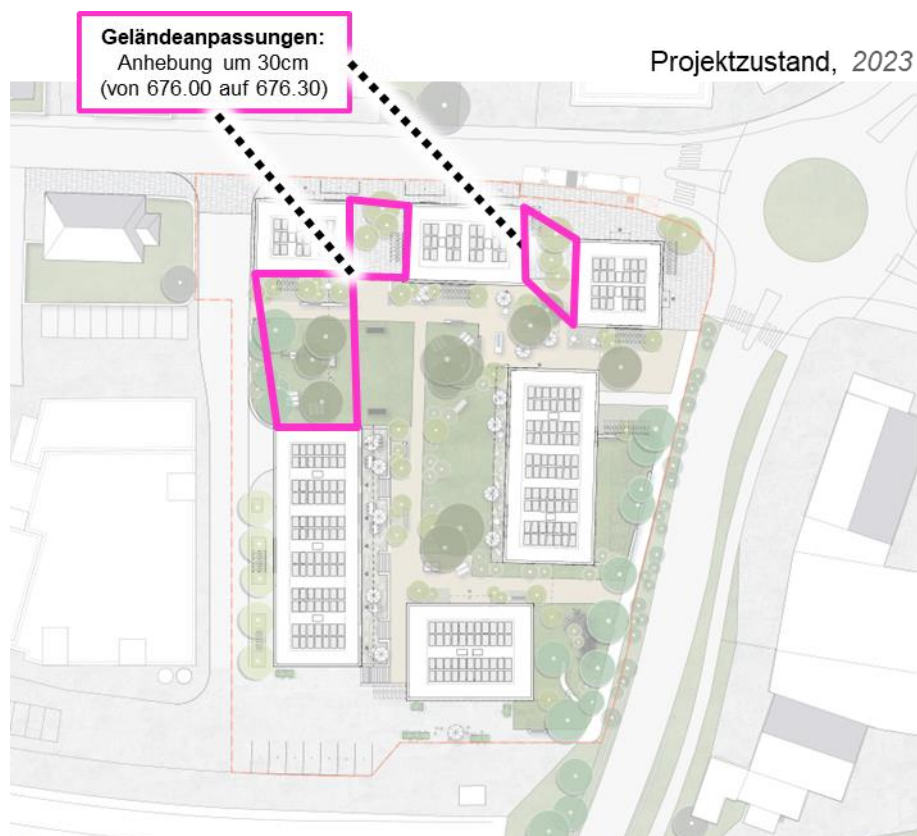 Geländeanpassungen:
Anhebung um 30cm
(von 676.00 auf 676.30)
Projektzustand, 2023